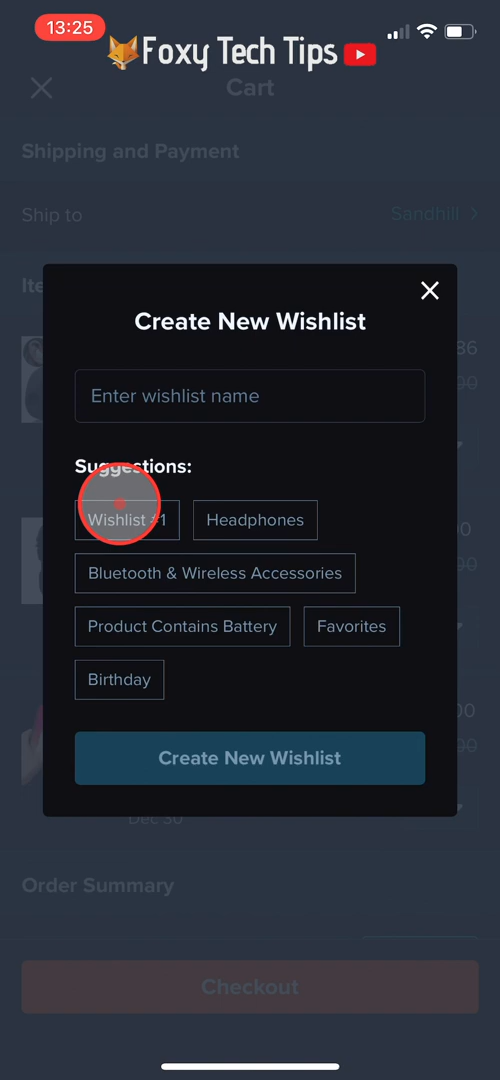 13:25
Foxy Tech Tips
Cart
Shipping and Payment
Ship to
Sandhill
Create New Wishlist
Enter wishlist name
Suggestions:
Wishlist #1
Headphones
Bluetooth & Wireless Accessories
Product Contains Battery
Favorites
Birthday
Create New Wishlist
Dec 30
Order Summary
Checkout